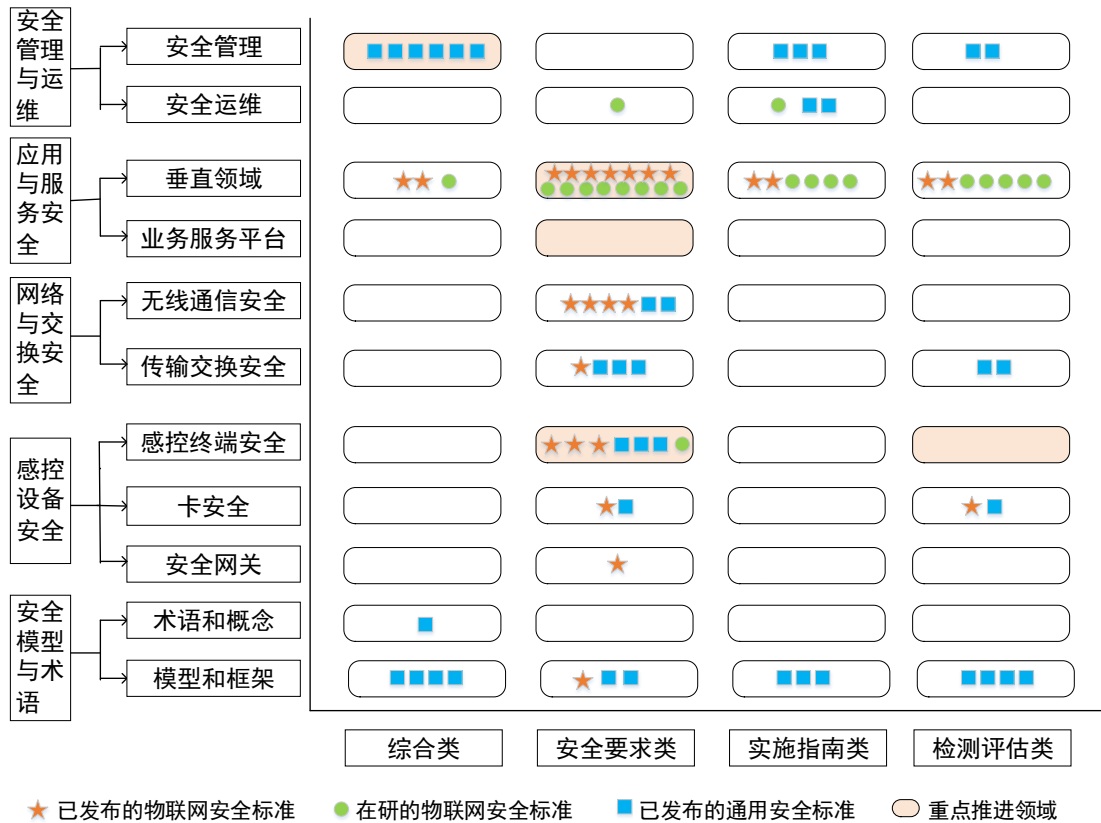 安全
管理
与运
维
安全管理
安全运维
应用
与服
务安
全
垂直领域
业务服务平台
网络
与交
换安
全
无线通信安全
传输交换安全
感控
设备
安全
感控终端安全
卡安全
安全网关
安全
模型
与术
语
术语和概念
模型和框架
综合类
安全要求类
实施指南类
检测评估类
已发布的物联网安全标准
在研的物联网安全标准
已发布的通用安全标准
重点推进领域